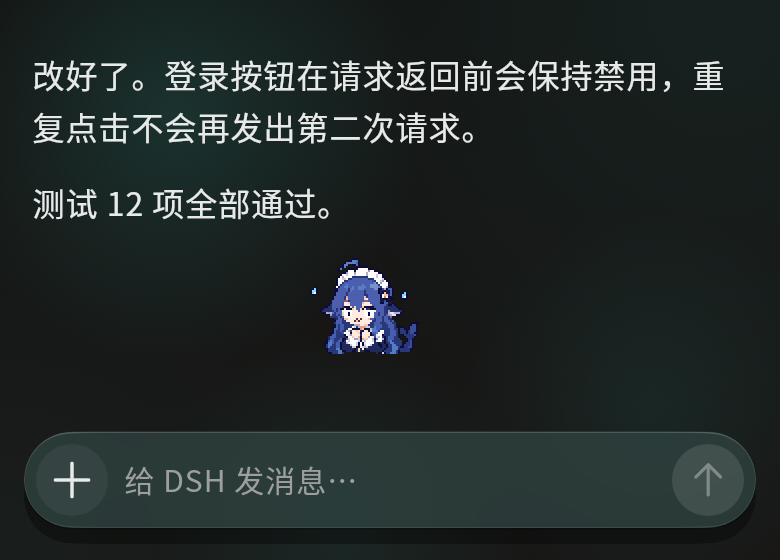 改好了。登录按钮在请求返回前会保持禁用，重
复点击不会再发出第二次请求。
测试 12 项全部通过。
给 DSH 发消息…